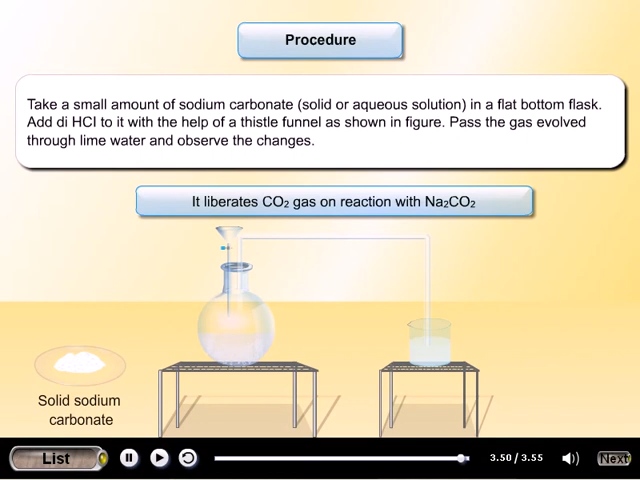 Procedure
Take a small amount of sodium carbonate (solid or aqueous solution) in a flat bottom flask.
Add di HCl to it with the help of a thistle funnel as shown in figure. Pass the gas evolved
through lime water and observe the changes.
It liberates CO₂ gas on reaction with Na₂CO₂
Solid sodium
carbonate
List
3.50 / 3.55
Next